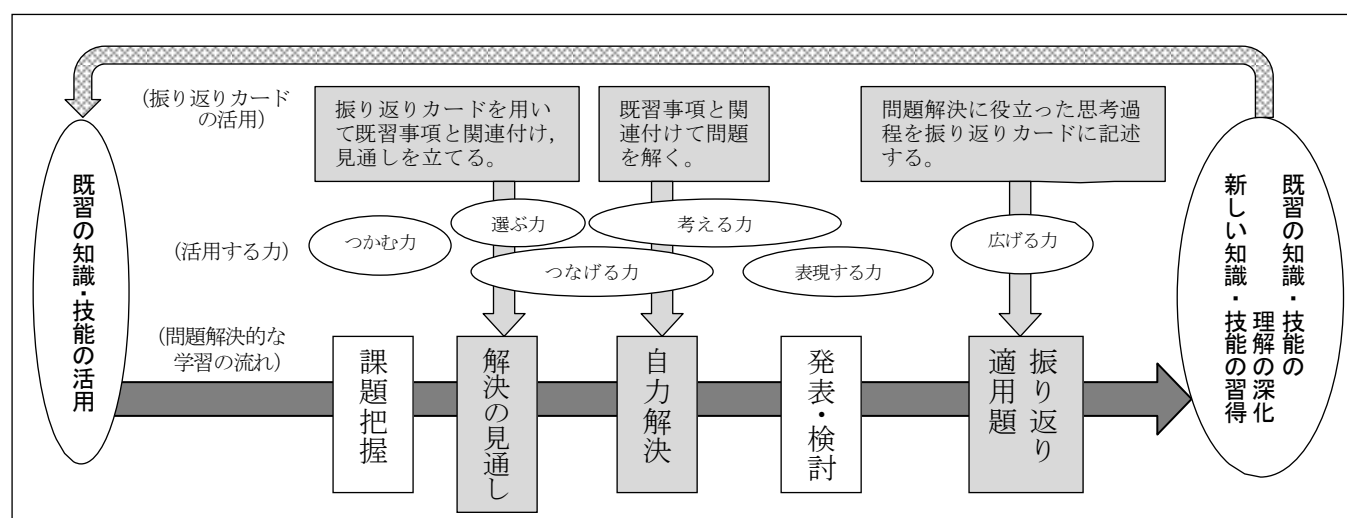 (振り返りカード
の活用)
振り返りカードを用い
て既習事項と関連付け,
見通しを立てる。
既習事項と関
連付けて問題
を解く。
問題解決に役立った思考過
程を振り返りカードに記述
する。
既習の知識・技能の活用
(活用する力)
つかむ力
選ぶ力
つなげる力
考える力
表現する力
広げる力
(問題解決的な
学習の流れ)
課題把握
解決の見通し
自力解決
発表・検討
振り返り
適用題
既習の知識・技能の
理解の深化
新しい知識・技能の習得